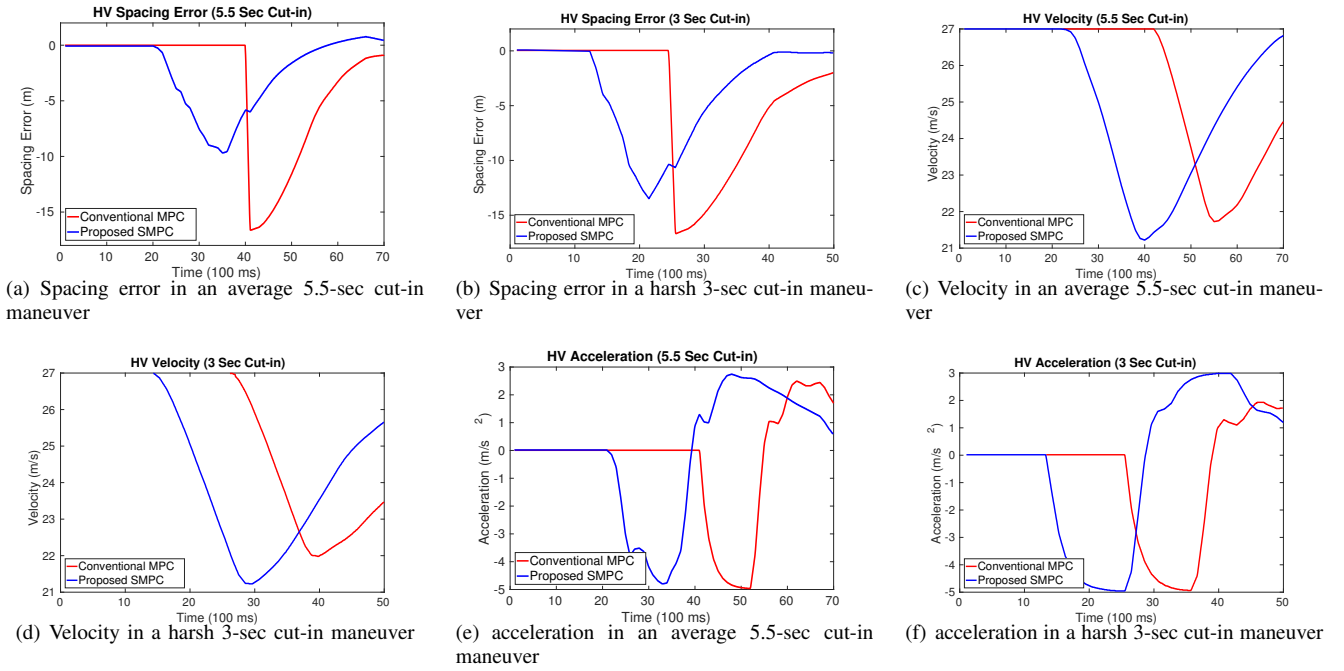 HV Spacing Error (5.5 Sec Cut-in)
0
-5
-10
-15
Spacing Error (m)
Conventional MPC
Proposed SMPC
0 10 20 30 40 50 60 70
Time (100 ms)
(a) Spacing error in an average 5.5-sec cut-in
maneuver
HV Spacing Error (3 Sec Cut-in)
0
-5
-10
-15
Spacing Error (m)
Conventional MPC
Proposed SMPC
0 10 20 30 40 50
Time (100 ms)
(b) Spacing error in a harsh 3-sec cut-in maneu-
ver
HV Velocity (5.5 Sec Cut-in)
27
26
25
24
23
22
21
Velocity (m/s)
Conventional MPC
Proposed SMPC
0 10 20 30 40 50 60 70
Time (100 ms)
(c) Velocity in an average 5.5-sec cut-in maneu-
ver
HV Velocity (3 Sec Cut-in)
27
26
25
24
23
22
21
Velocity (m/s)
Conventional MPC
Proposed SMPC
0 10 20 30 40 50
Time (100 ms)
(d) Velocity in a harsh 3-sec cut-in maneuver
HV Acceleration (5.5 Sec Cut-in)
3
2
1
0
-1
-2
-3
-4
-5
Acceleration (m/s 2)
Conventional MPC
Proposed SMPC
0 10 20 30 40 50 60 70
Time (100 ms)
(e) acceleration in an average 5.5-sec cut-in
maneuver
HV Acceleration (3 Sec Cut-in)
3
2
1
0
-1
-2
-3
-4
-5
Acceleration (m/s 2)
Conventional MPC
Proposed SMPC
0 10 20 30 40 50
Time (100 ms)
(f) acceleration in a harsh 3-sec cut-in maneuver